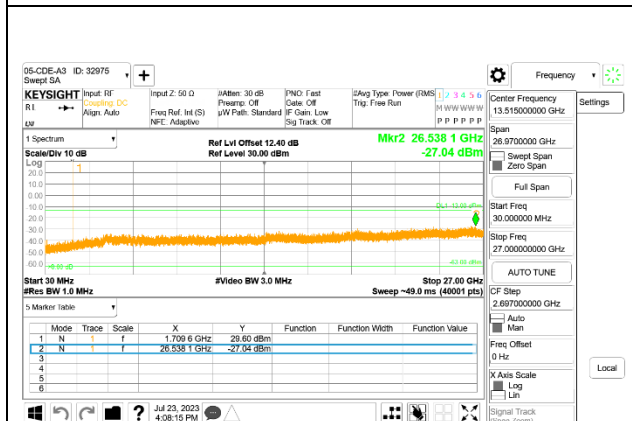 05-CDE-A3 ID: 32975
Swept SA
KEYSIGHT
Input: RF
Coupling: DC
Align: Auto
Input Z: 50 Ω
Freq Ref: Int (S)
NFE: Adaptive
#Atten: 30 dB
Preamp: Off
µW Path: Standard
PNO: Fast
Gate: Off
IF Gain: Low
Sig Track: Off
#Avg Type: Power (RMS
Trig: Free Run
1 2 3 4 5 6
M W W W W W
P P P P P P
1 Spectrum
Scale/Div 10 dB
Log
Ref Lvl Offset 12.40 dB
Ref Level 30.00 dBm
Mkr2 26.538 1 GHz
-27.04 dBm
20.0
10.0
0.00
-10.0
-20.0
-30.0
-40.0
-50.0
-60.0
1
Start 30 MHz
#Res BW 1.0 MHz
#Video BW 3.0 MHz
Stop 27.00 GHz
Sweep ~49.0 ms (40001 pts)
5 Marker Table
Mode Trace Scale X Y Function Function Width Function Value
1 N 1 f 1.709 6 GHz 29.60 dBm
2 N 1 f 26.538 1 GHz -27.04 dBm
3
4
5
6
Jul 23, 2023
4:08:15 PM
Frequency
Settings
Center Frequency
13.515000000 GHz
Span
26.9700000 GHz
Swept Span
Zero Span
Full Span
Start Freq
30.000000 MHz
Stop Freq
27.000000000 GHz
AUTO TUNE
CF Step
2.697000000 GHz
Auto
Man
Freq Offset
0 Hz
X Axis Scale
Log
Lin
Signal Track
Local